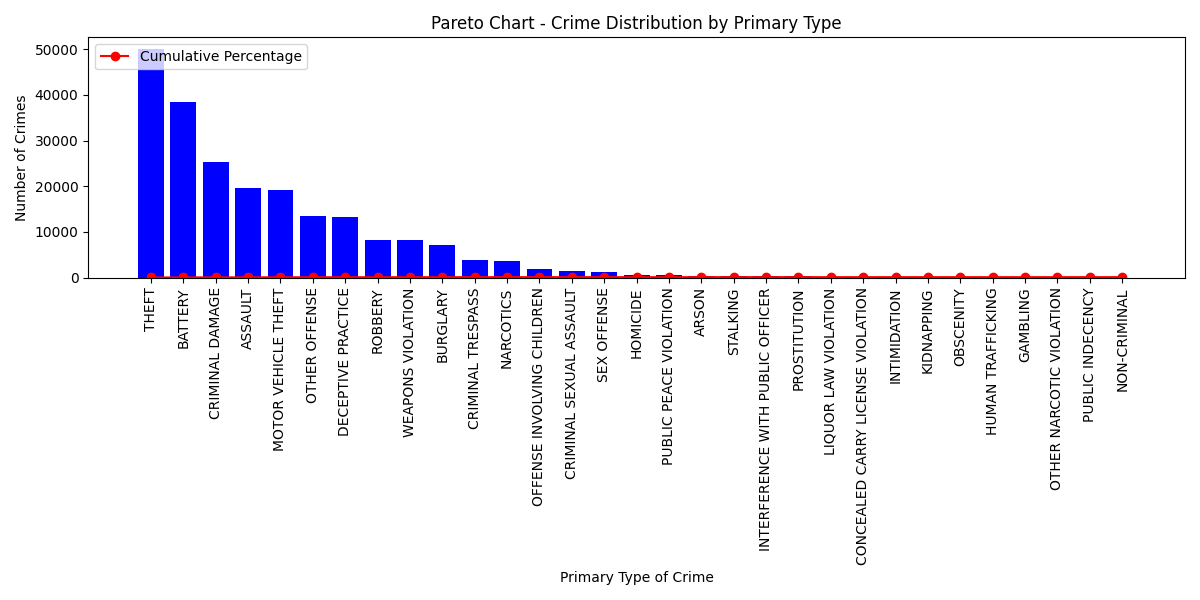 Pareto Chart - Crime Distribution by Primary Type
Cumulative Percentage
Number of Crimes
50000
40000
30000
20000
10000
0
THEFT
BATTERY
CRIMINAL DAMAGE
ASSAULT
MOTOR VEHICLE THEFT
OTHER OFFENSE
DECEPTIVE PRACTICE
ROBBERY
WEAPONS VIOLATION
BURGLARY
CRIMINAL TRESPASS
NARCOTICS
OFFENSE INVOLVING CHILDREN
CRIMINAL SEXUAL ASSAULT
SEX OFFENSE
HOMICIDE
PUBLIC PEACE VIOLATION
ARSON
STALKING
INTERFERENCE WITH PUBLIC OFFICER
PROSTITUTION
LIQUOR LAW VIOLATION
CONCEALED CARRY LICENSE VIOLATION
INTIMIDATION
KIDNAPPING
OBSCENITY
HUMAN TRAFFICKING
GAMBLING
OTHER NARCOTIC VIOLATION
PUBLIC INDECENCY
NON-CRIMINAL
Primary Type of Crime